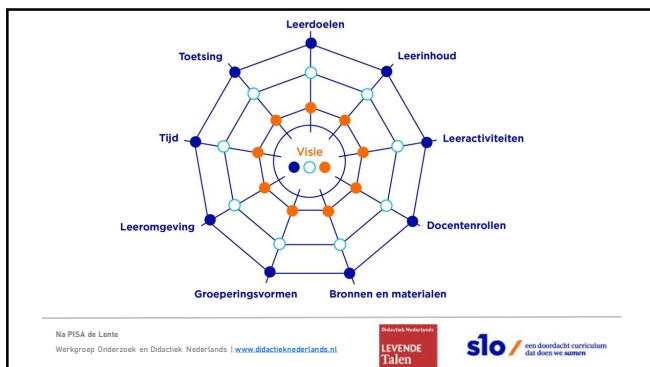 Leerdoelen
Toetsing
Leerinhoud
Tijd
Visie
Leeractiviteiten
Leeromgeving
Docentenrollen
Groeperingsvormen
Bronnen en materialen
Na PISA de Lente
Werkgroep Onderzoek en Didactiek Nederlands | www.didactieknederlands.nl
Didactiek Nederlands
LEVENDE
Talen
slo
een doordacht curriculum
dat doen we samen